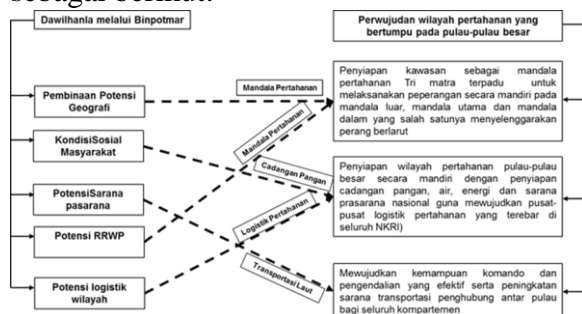 sebagai berikut:
Dawilhanla melalui Binpotmar
Perwujudan wilayah pertahanan yang
bertumpu pada pulau-pulau besar
Pembinaan Potensi
Geografi
Mandala Pertahanan
Penyiapan kawasan sebagai mandala
pertahanan Tri matra terpadu untuk
melaksanakan peperangan secara mandiri pada
mandala luar, mandala utama dan mandala
dalam yang salah satunya menyelenggarakan
perang berlarut
KondisiSosial
Masyarakat
Mandala Pertahanan
Cadangan Pangan
PotensiSarana
pasarana
Penyiapan wilayah pertahanan pulau-pulau
besar secara mandiri dengan penyiapan
cadangan pangan, air, energi dan sarana
prasarana nasional guna mewujudkan pusat-
pusat logistik pertahanan yang terebar di
seluruh NKRI)
Potensi RRWP
Logistik Pertahanan
Transportasi Laut
Potensi logistik
wilayah
Mewujudkan kemampuan komando dan
pengendalian yang efektif serta peningkatan
sarana transportasi penghubung antar pulau
bagi seluruh kompartemen